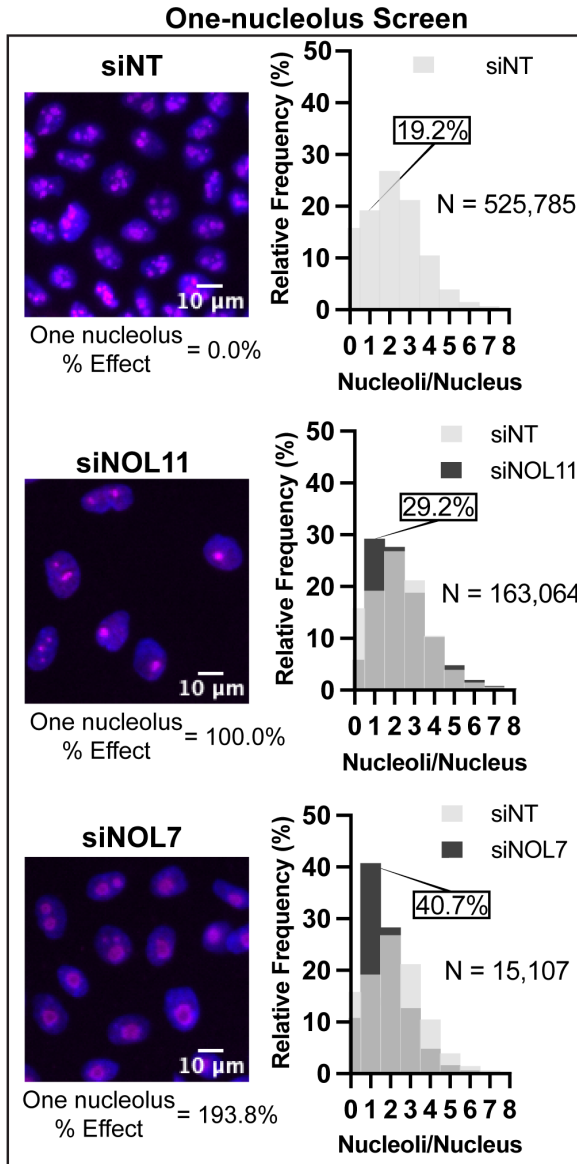 One-nucleolus Screen
siNT
10 µm
One nucleolus
% Effect
= 0.0%
Relative Frequency (%)
50
40
30
20
10
0
siNT
19.2%
N = 525,785
0 1 2 3 4 5 6 7 8
Nucleoli/Nucleus
siNOL11
10 µm
One nucleolus
% Effect
= 100.0%
Relative Frequency (%)
50
40
30
20
10
0
siNT
siNOL11
29.2%
N = 163,064
0 1 2 3 4 5 6 7 8
Nucleoli/Nucleus
siNOL7
10 µm
One nucleolus
% Effect
= 193.8%
Relative Frequency (%)
50
40
30
20
10
0
siNT
siNOL7
40.7%
N = 15,107
0 1 2 3 4 5 6 7 8
Nucleoli/Nucleus